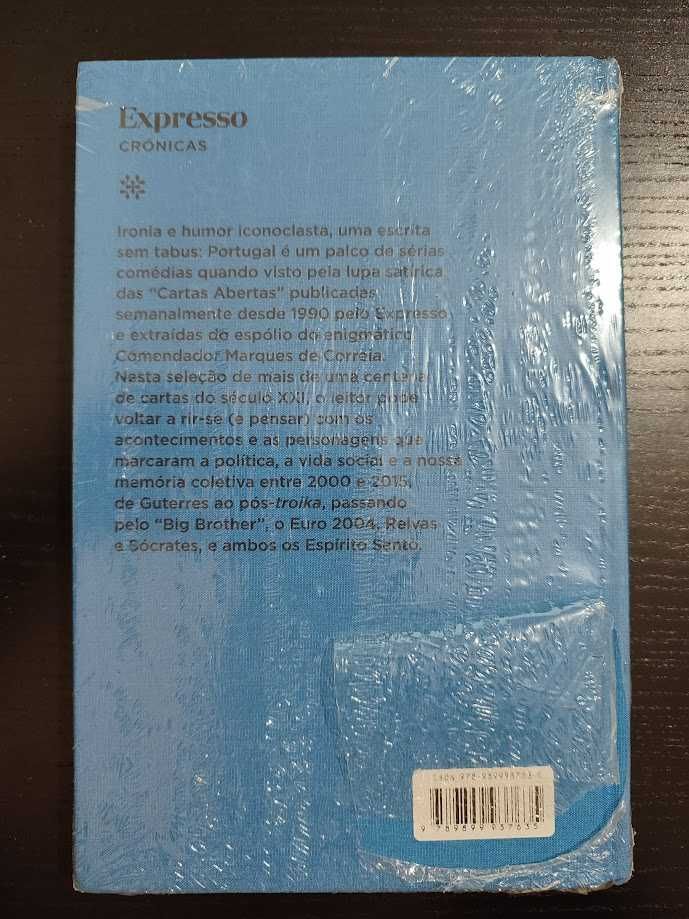 Expresso
CRÓNICAS
Ironia e humor iconoclasta, uma escrita
sem tabus: Portugal é um palco de sérias
comédias quando visto pela lupa satírica
das “Cartas Abertas” publicadas
semanalmente desde 1990 pelo Expresso
e extraídas do espólio do enigmático
Comendador Marques de Correia.
Nesta seleção de mais de uma centena
de cartas do século XXI, o leitor pode
voltar a rir-se (e pensar) com os
acontecimentos e as personagens que
marcaram a política, a vida social e a nossa
memória coletiva entre 2000 e 2015,
de Guterres ao pós-troika, passando
pelo “Big Brother”, o Euro 2004, Relvas
e Sócrates, e ambos os Espírito Santo.
ISBN 978-
9 789899